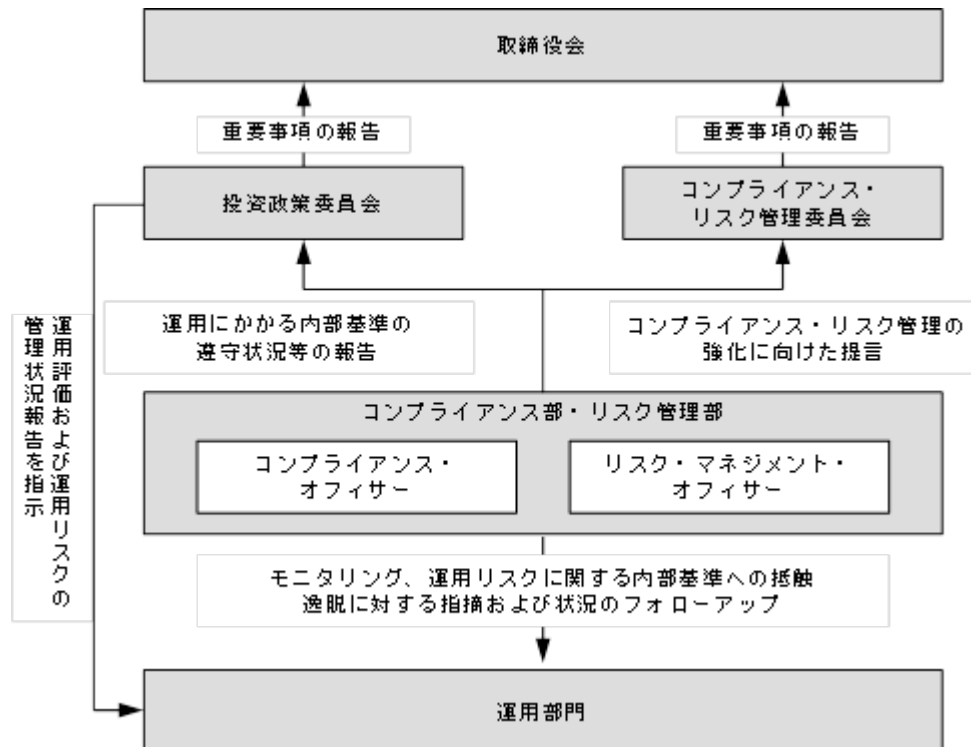 取締役会
重要事項の報告
重要事項の報告
投資政策委員会
コンプライアンス・
リスク管理委員会
運用にかかる内部基準の
遵守状況等の報告
コンプライアンス・リスク管理の
強化に向けた提言
運用評価および運用リスクの
管理状況報告を指示
コンプライアンス部・リスク管理部
コンプライアンス・
オフィサー
リスク・マネジメント・
オフィサー
モニタリング、運用リスクに関する内部基準への抵触
逸脱に対する指摘および状況のフォローアップ
運用部門